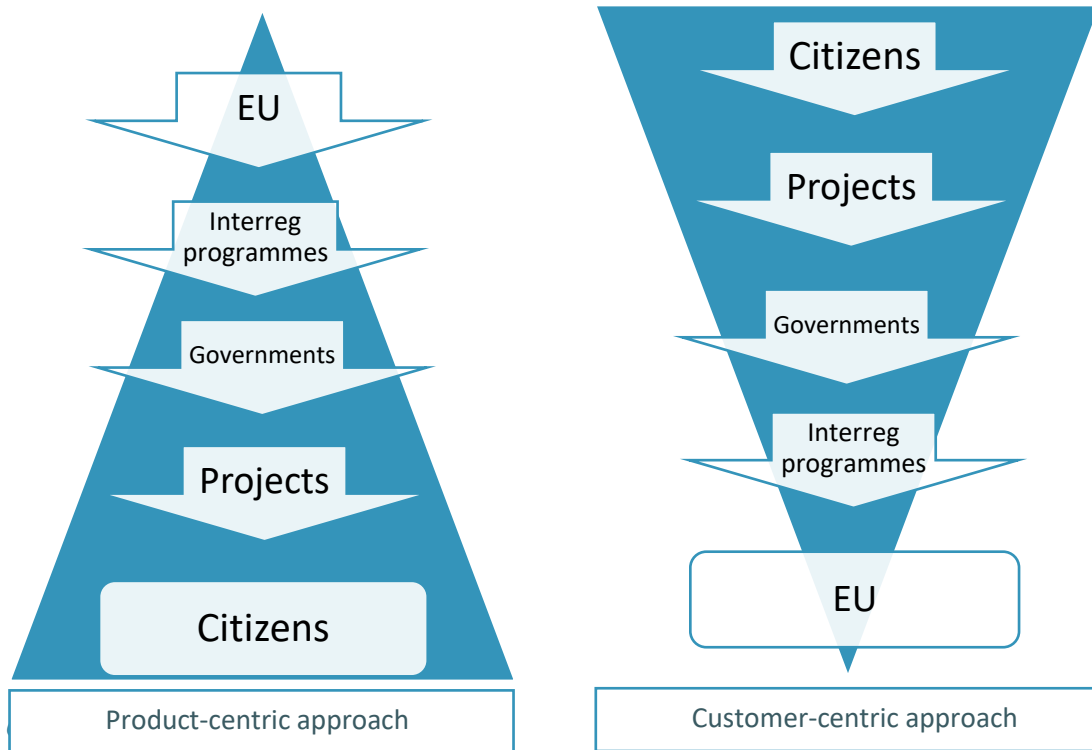 EU
Interreg
programmes
Governments
Projects
Citizens
Product-centric approach
Citizens
Projects
Governments
Interreg
programmes
EU
Customer-centric approach